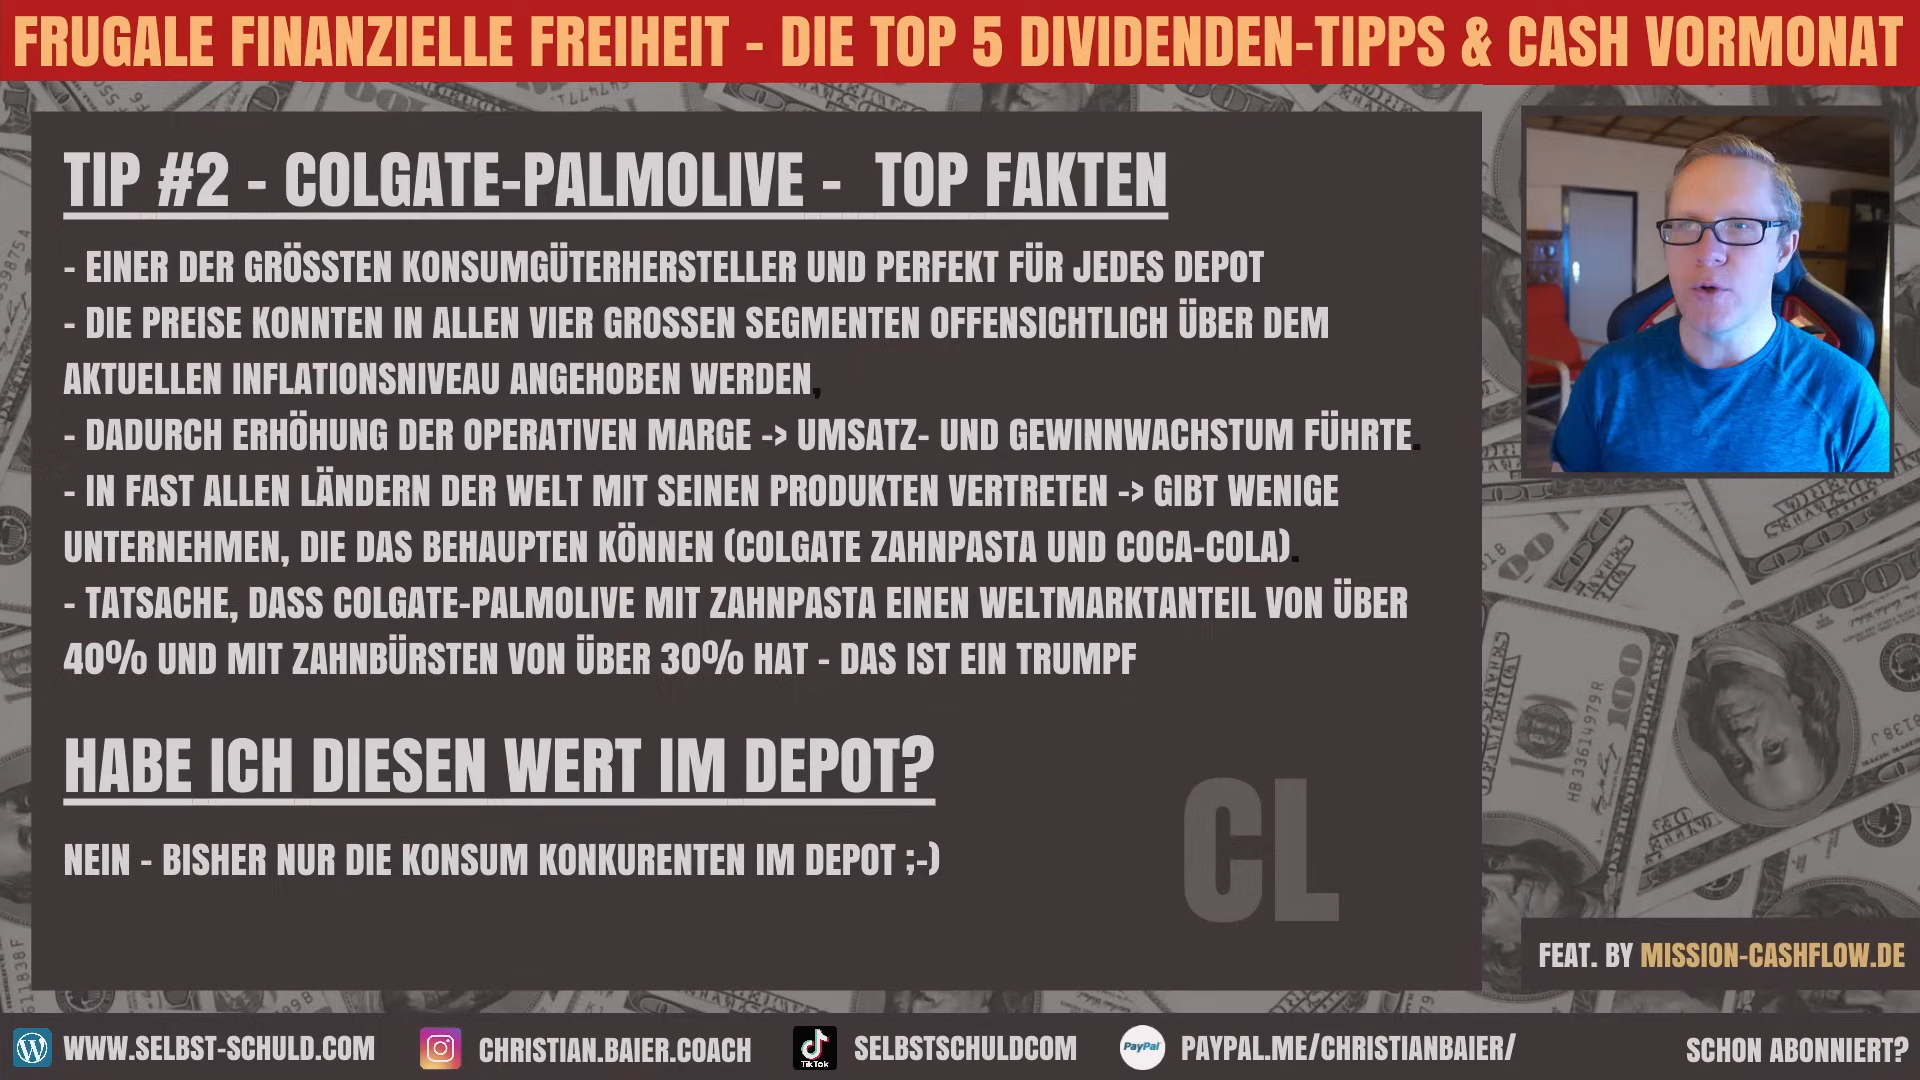 FRUGALE FINANZIELLE FREIHEIT - DIE TOP 5 DIVIDENDEN-TIPPS & CASH VORMONAT
TIP #2 - COLGATE-PALMOLIVE - TOP FAKTEN
- EINER DER GRÖSSTEN KONSUMGÜTERHERSTELLER UND PERFEKT FÜR JEDES DEPOT
- DIE PREISE KONNTEN IN ALLEN VIER GROSSEN SEGMENTEN OFFENSICHTLICH ÜBER DEM
AKTUELLEN INFLATIONSNIVEAU ANGEHOBEN WERDEN,
- DADURCH ERHÖHUNG DER OPERATIVEN MARGE -> UMSATZ- UND GEWINNWACHSTUM FÜHRTE.
- IN FAST ALLEN LÄNDERN DER WELT MIT SEINEN PRODUKTEN VERTRETEN -> GIBT WENIGE
UNTERNEHMEN, DIE DAS BEHAUPTEN KÖNNEN (COLGATE ZAHNPASTA UND COCA-COLA).
- TATSACHE, DASS COLGATE-PALMOLIVE MIT ZAHNPASTA EINEN WELTMARKTANTEIL VON ÜBER
40% UND MIT ZAHNBÜRSTEN VON ÜBER 30% HAT - DAS IST EIN TRUMPF
HABE ICH DIESEN WERT IM DEPOT?
NEIN - BISHER NUR DIE KONSUM KONKURENTEN IM DEPOT ;-)
CL
HB33614979R
100
FEAT. BY MISSION-CASHFLOW.DE
WWW.SELBST-SCHULD.COM
CHRISTIAN.BAIER.COACH
TikTok
SELBSTSCHULDCOM
PayPal
PAYPAL.ME/CHRISTIANBAIER/
SCHON ABONNIERT?